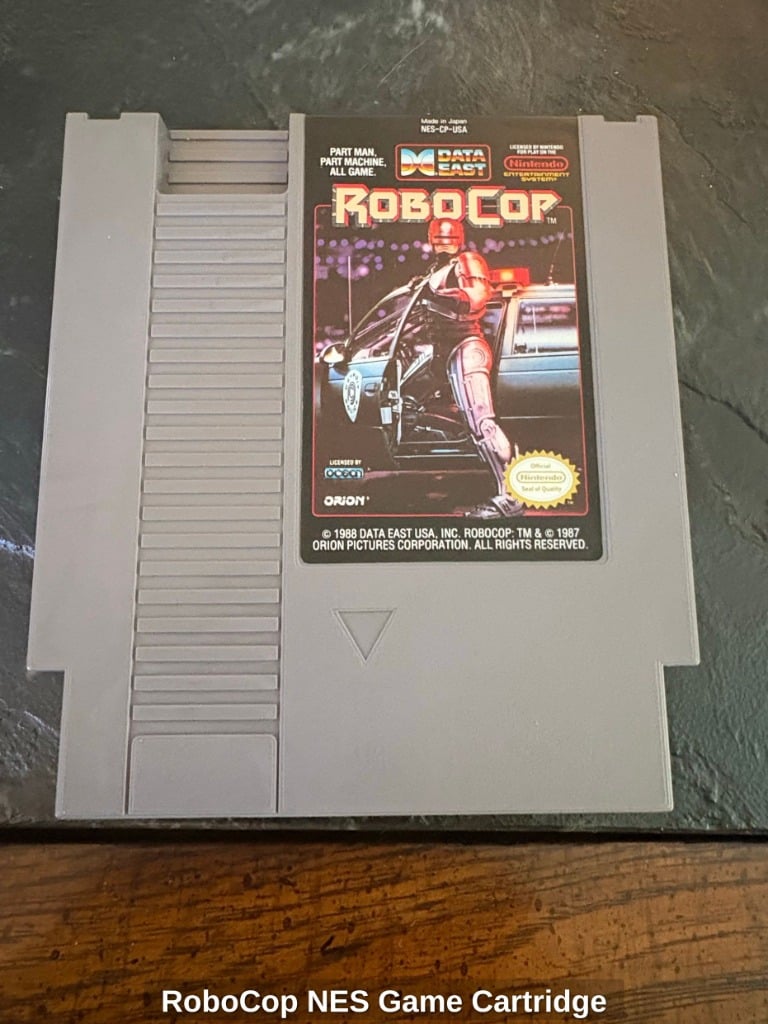 Made in Japan
NES-CP-USA
PART MAN,
PART MACHINE,
ALL GAME.
DATA
EAST
LICENSED BY NINTENDO
FOR PLAY ON THE
Nintendo
ENTERTAINMENT
SYSTEM®
ROBOCOP TM
LICENSED BY
ocean
ORION®
Official
Nintendo
Seal of Quality
© 1988 DATA EAST USA, INC. ROBOCOP: TM & © 1987
ORION PICTURES CORPORATION. ALL RIGHTS RESERVED.
RoboCop NES Game Cartridge